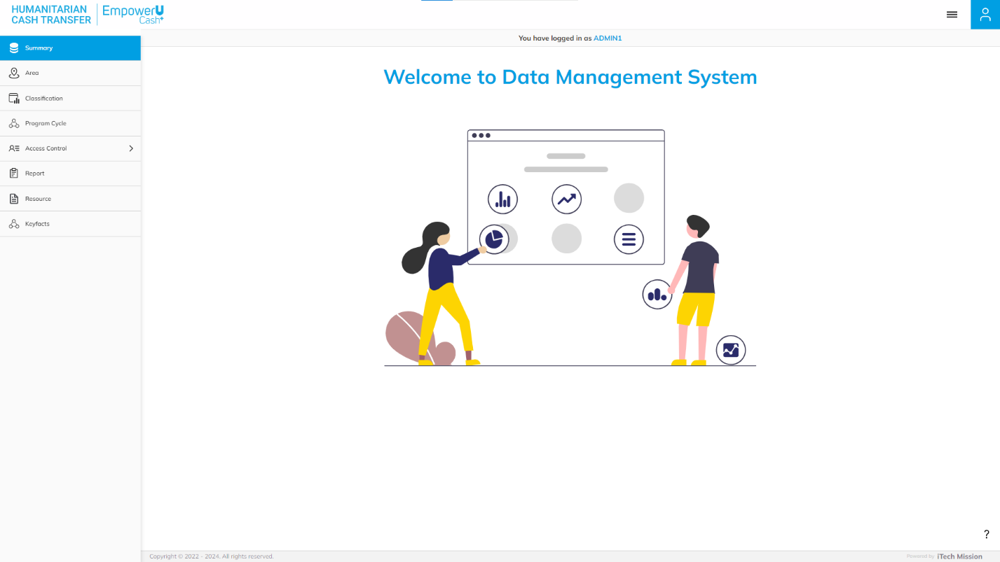 HUMANITARIAN
CASH TRANSFER
EmpowerU
Cash+
You have logged in as ADMIN1
Summary
Area
Classification
Program Cycle
Access Control
Report
Resource
Keyfacts
Welcome to Data Management System
?
Copyright © 2022 - 2024. All rights reserved.
Powered by iTech Mission